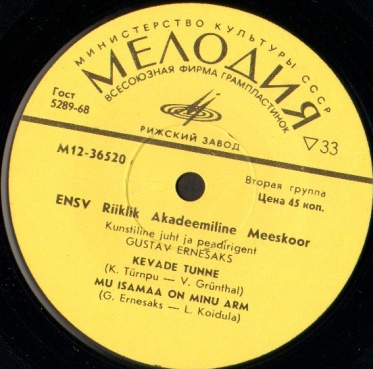 МИНИСТЕРСТВО КУЛЬТУРЫ СССР
МЕЛОДИЯ
ВСЕСОЮЗНАЯ ФИРМА ГРАМПЛАСТИНОК
Гост
5289-68
РИЖСКИЙ ЗАВОД
▽33
М12-36520
Вторая группа
Цена 45 коп.
ENSV Riiklik Akadeemiline Meeskoor
Kunstiline juht ja peadirigent
GUSTAV ERNESAKS
KEVADE TUNNE
(K. Türnpu — V. Grünthal)
MU ISAMAA ON MINU ARM
(G. Ernesaks — L. Koidula)